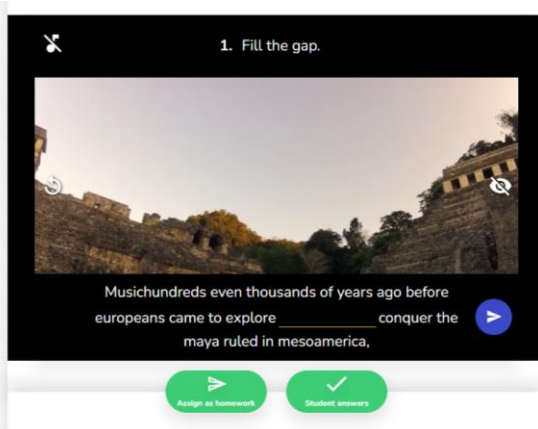 1. Fill the gap.
Musichundreds even thousands of years ago before
europeans came to explore ____________ conquer the
maya ruled in mesoamerica,
Assign as homework
Student answers